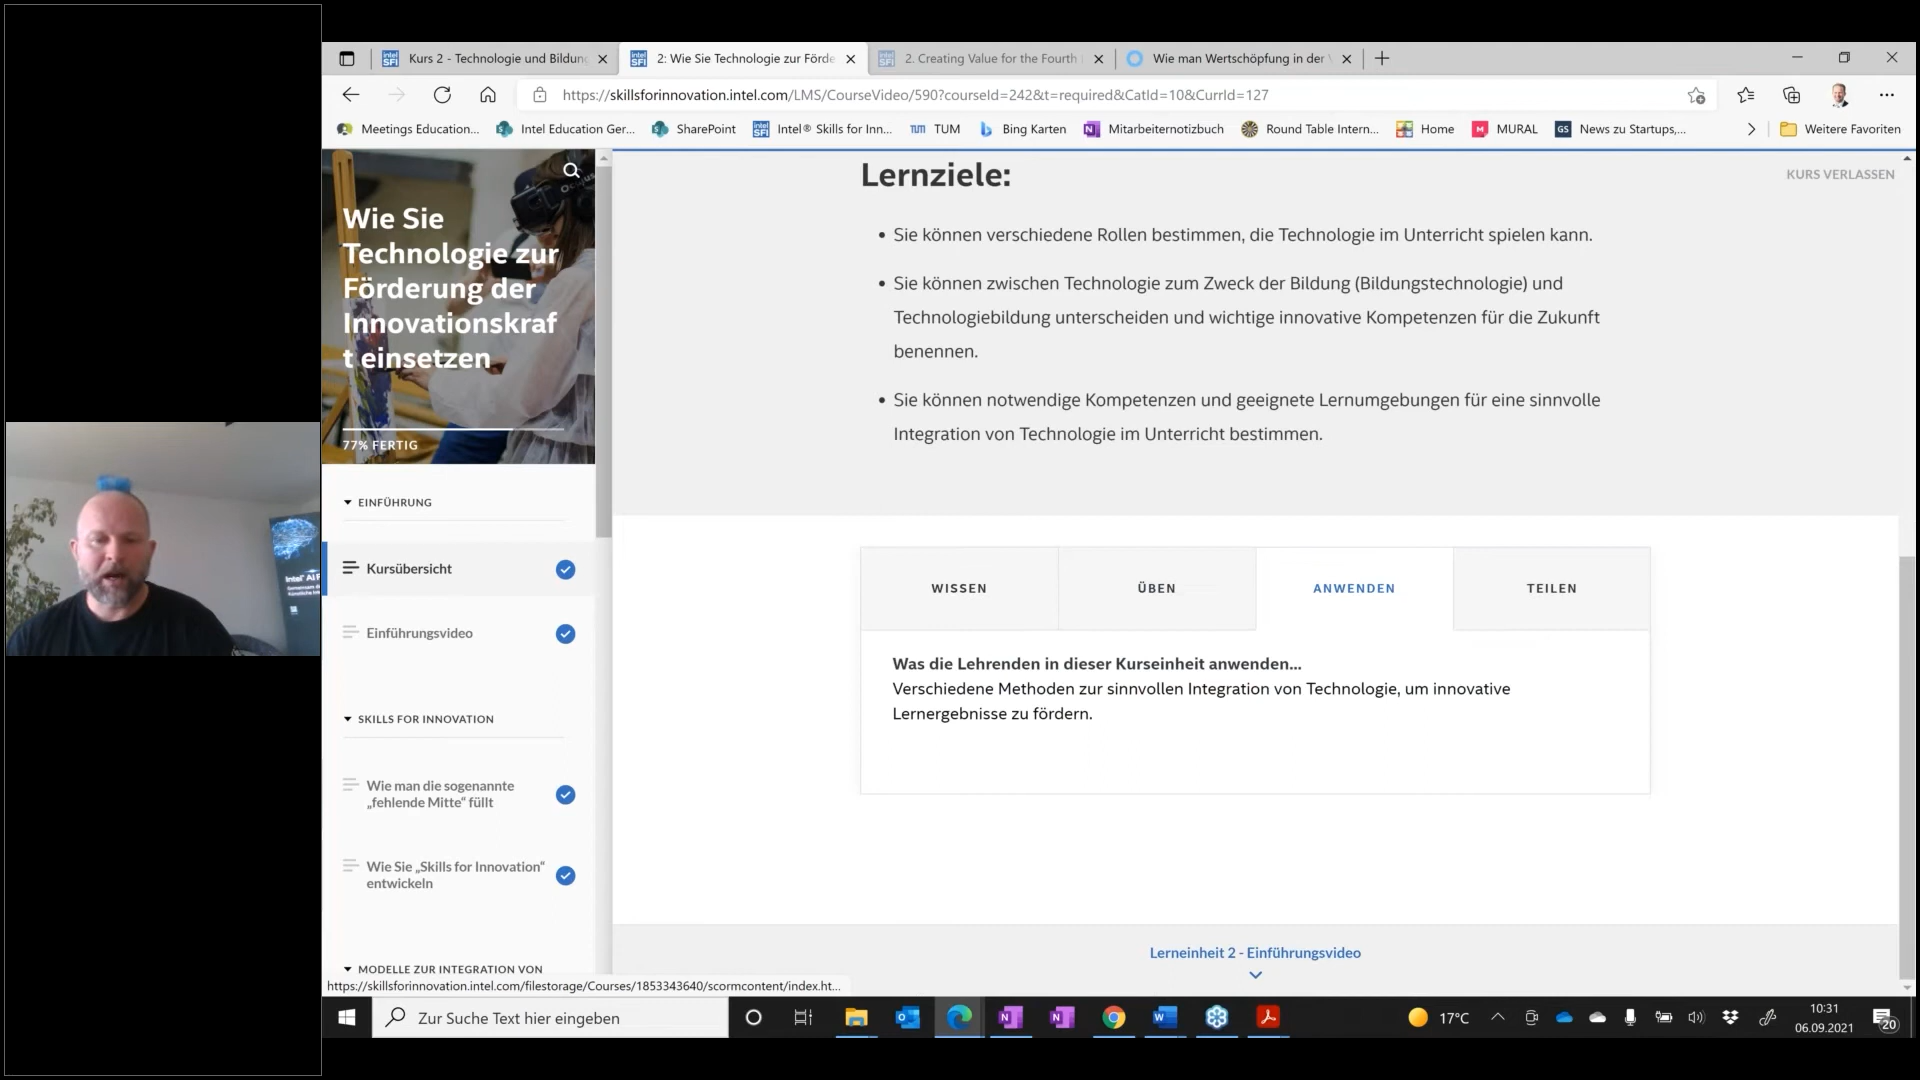 Kurs 2 - Technologie und Bildung
2: Wie Sie Technologie zur Förde
2. Creating Value for the Fourth
Wie man Wertschöpfung in der
https://skillsforinnovation.intel.com/LMS/CourseVideo/590?courseId=242&t=required&CatId=10&CurrId=127
Meetings Education...
Intel Education Ger...
SharePoint
Intel® Skills for Inn...
TUM
Bing Karten
Mitarbeiternotizbuch
Round Table Intern...
Home
MURAL
News zu Startups,...
Weitere Favoriten
Wie Sie
Technologie zur
Förderung der
Innovationskraf
t einsetzen
77% FERTIG
EINFÜHRUNG
Kursübersicht
Einführungsvideo
SKILLS FOR INNOVATION
Wie man die sogenannte
„fehlende Mitte“ füllt
Wie Sie „Skills for Innovation“
entwickeln
MODELLE ZUR INTEGRATION VON
https://skillsforinnovation.intel.com/filestorage/Courses/1853343640/scormcontent/index.ht...
Lernziele:
KURS VERLASSEN
• Sie können verschiedene Rollen bestimmen, die Technologie im Unterricht spielen kann.
• Sie können zwischen Technologie zum Zweck der Bildung (Bildungstechnologie) und
Technologiebildung unterscheiden und wichtige innovative Kompetenzen für die Zukunft
benennen.
• Sie können notwendige Kompetenzen und geeignete Lernumgebungen für eine sinnvolle
Integration von Technologie im Unterricht bestimmen.
WISSEN
ÜBEN
ANWENDEN
TEILEN
Was die Lehrenden in dieser Kurseinheit anwenden...
Verschiedene Methoden zur sinnvollen Integration von Technologie, um innovative
Lernergebnisse zu fördern.
Lerneinheit 2 - Einführungsvideo
Zur Suche Text hier eingeben
17°C
10:31
06.09.2021
20